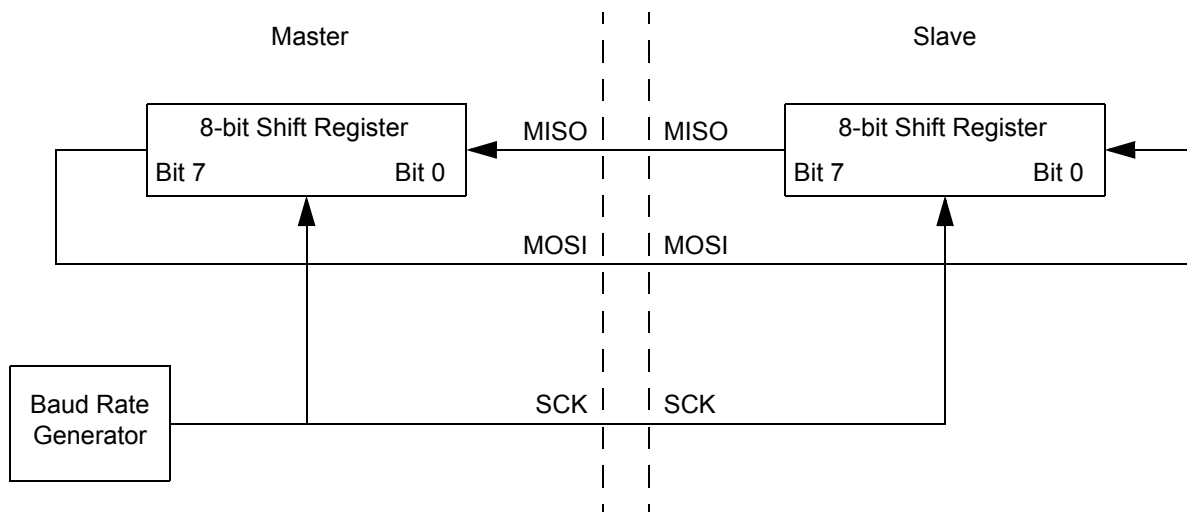 Master
Slave
8-bit Shift Register
Bit 7
Bit 0
MISO
MISO
8-bit Shift Register
Bit 7
Bit 0
MOSI
MOSI
Baud Rate
Generator
SCK
SCK